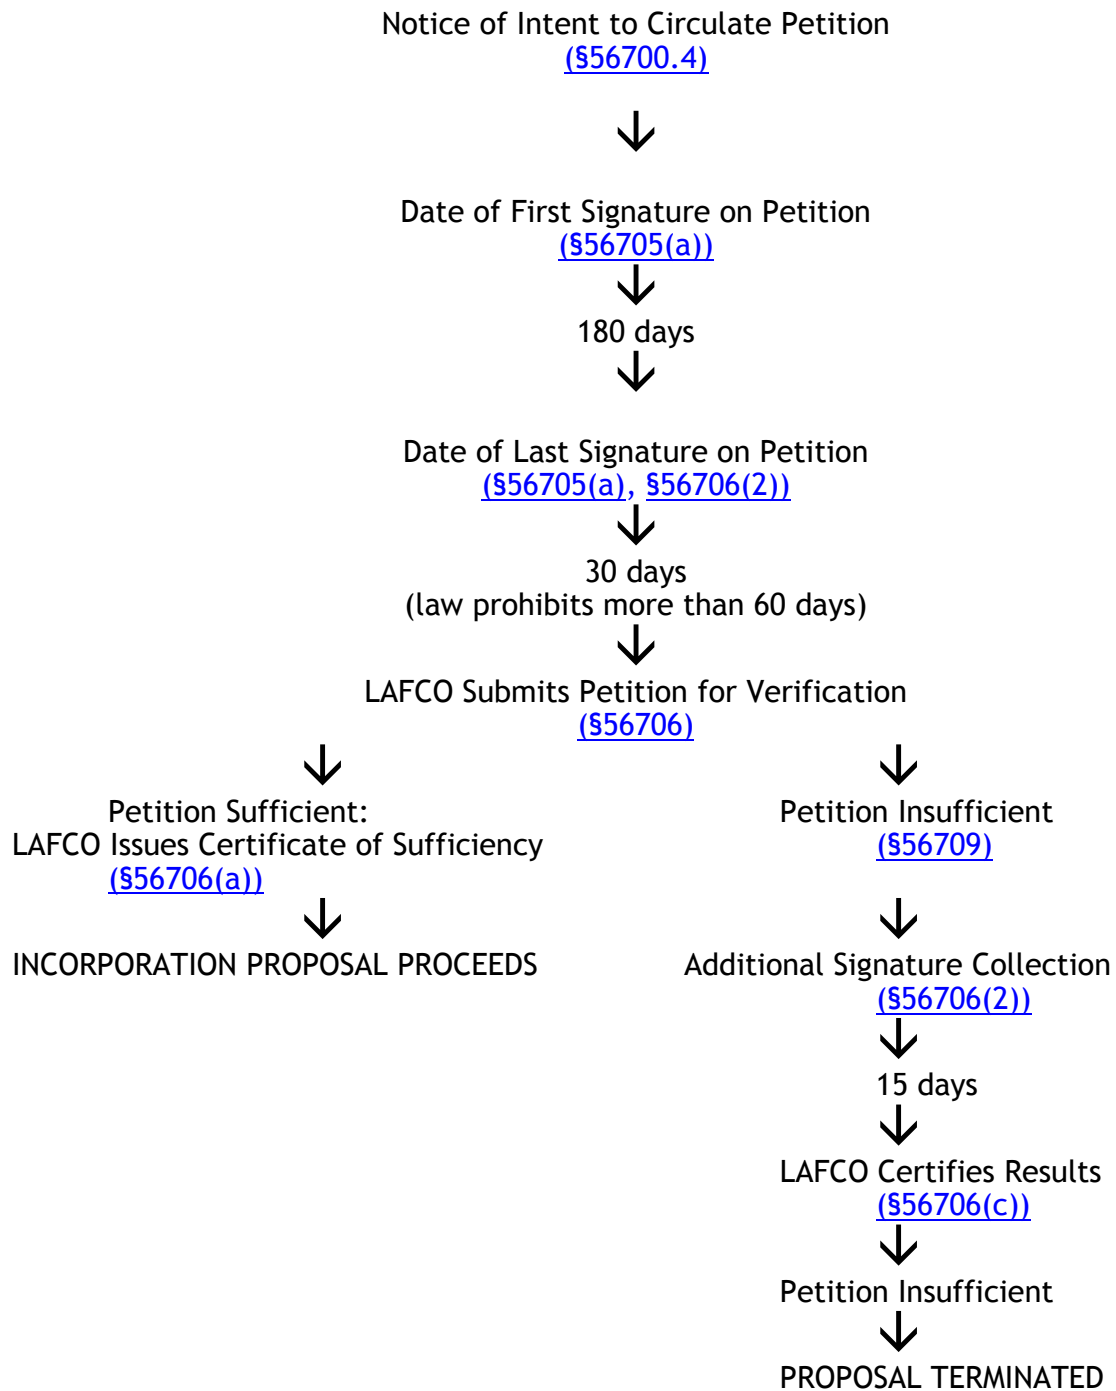 Notice of Intent to Circulate Petition
(§56700.4)
Date of First Signature on Petition
(§56705(a))
180 days
Date of Last Signature on Petition
(§56705(a), §56706(2))
30 days
(law prohibits more than 60 days)
LAFCO Submits Petition for Verification
(§56706)
Petition Sufficient:
LAFCO Issues Certificate of Sufficiency
(§56706(a))
INCORPORATION PROPOSAL PROCEEDS
Petition Insufficient
(§56709)
Additional Signature Collection
(§56706(2))
15 days
LAFCO Certifies Results
(§56706(c))
Petition Insufficient
PROPOSAL TERMINATED